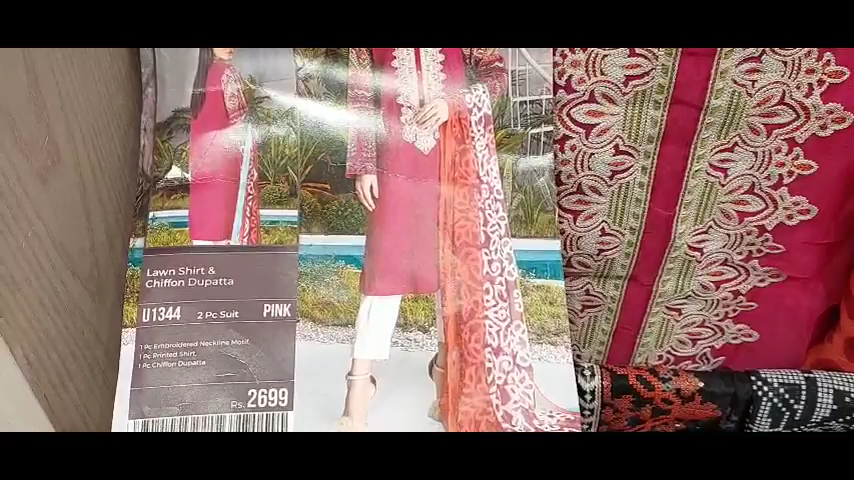 Lawn Shirt &
Chiffon Dupatta
U1344 2 Pc Suit PINK
1 Pc Embroidered Neckline Motif,
1 Pc Printed Shirt,
1 Pc Chiffon Dupatta
Rs. 2699